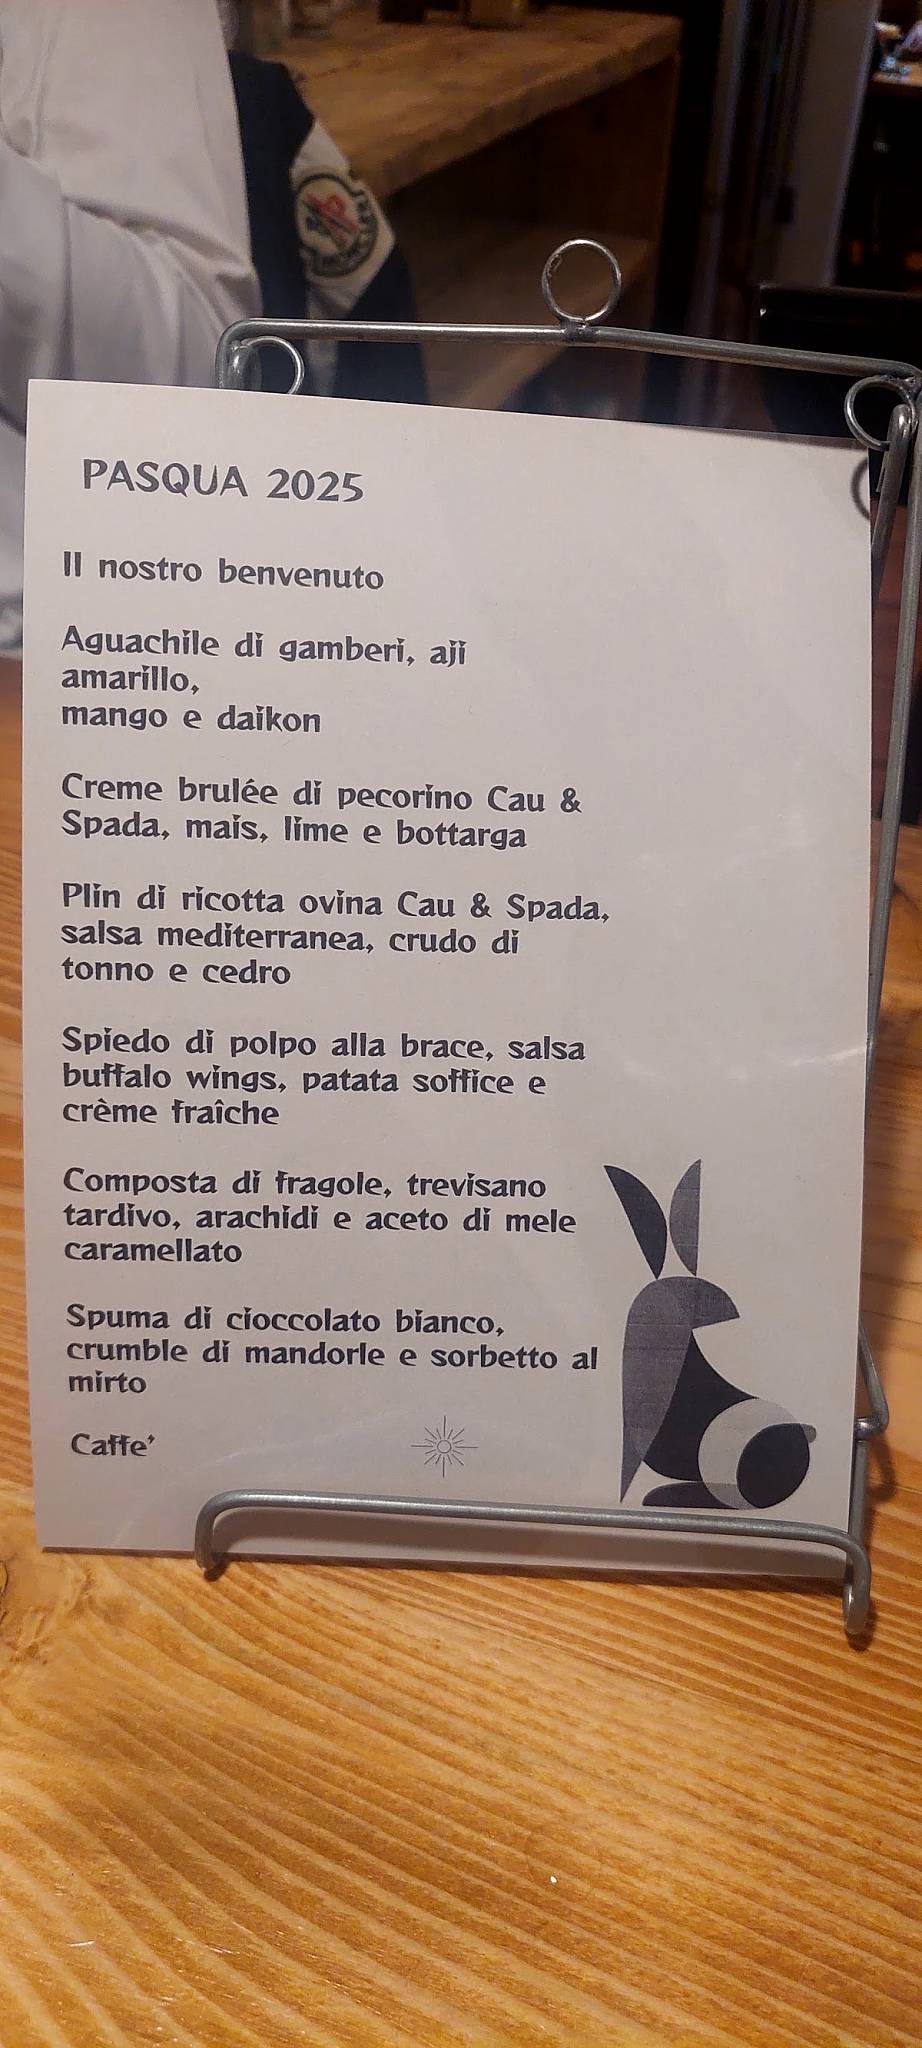 PASQUA 2025
Il nostro benvenuto
Aguachile di gamberi, aji
amarillo,
mango e daikon
Creme brulée di pecorino Cau &
Spada, mais, lime e bottarga
Plin di ricotta ovina Cau & Spada,
salsa mediterranea, crudo di
tonno e cedro
Spiedo di polpo alla brace, salsa
buffalo wings, patata soffice e
crème fraîche
Composta di fragole, trevisano
tardivo, arachidi e aceto di mele
caramellato
Spuma di cioccolato bianco,
crumble di mandorle e sorbetto al
mirto
Caffe'